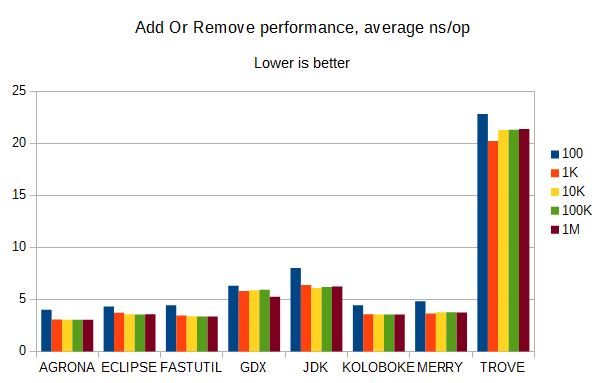 Add Or Remove performance, average ns/op
Lower is better
25
20
15
10
5
0
AGRONA ECLIPSE FASTUTIL GDX JDK KOLOBOKE MERRY TROVE
100
1K
10K
100K
1M